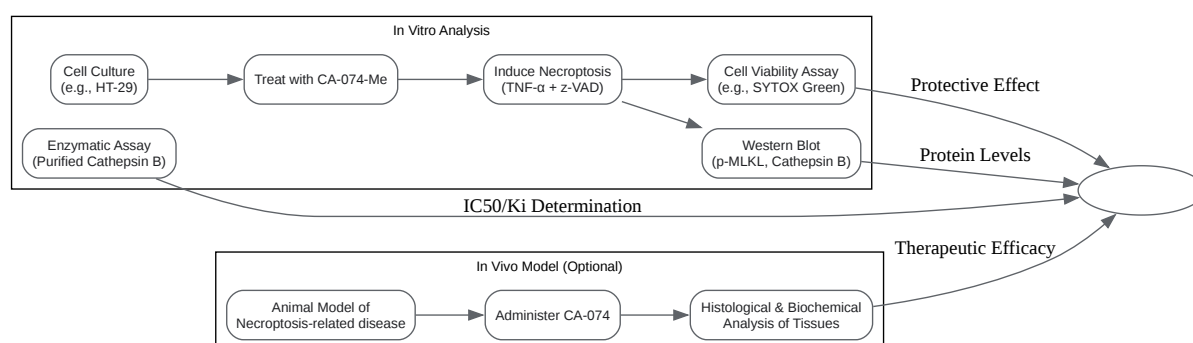 In Vitro Analysis
Cell Culture
(e.g., HT-29)
Treat with CA-074-Me
Induce Necroptosis
(TNF-α + z-VAD)
Cell Viability Assay
(e.g., SYTOX Green)
Protective Effect
Enzymatic Assay
(Purified Cathepsin B)
Western Blot
(p-MLKL, Cathepsin B)
Protein Levels
IC50/Ki Determination
Therapeutic Efficacy
In Vivo Model (Optional)
Animal Model of
Necroptosis-related disease
Administer CA-074
Histological & Biochemical
Analysis of Tissues